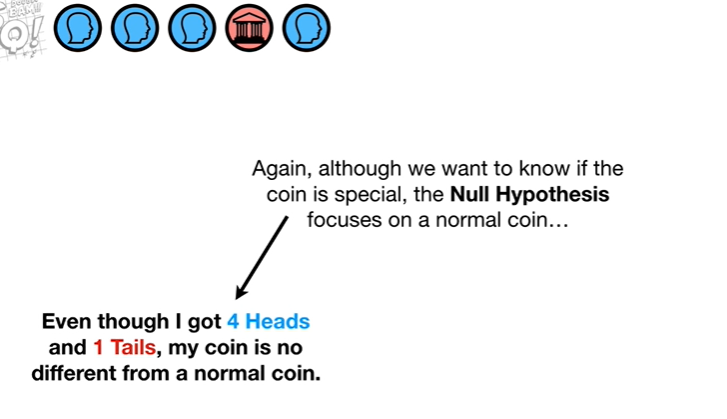 BAM!!
Again, although we want to know if the
coin is special, the Null Hypothesis
focuses on a normal coin…
Even though I got 4 Heads
and 1 Tails, my coin is no
different from a normal coin.